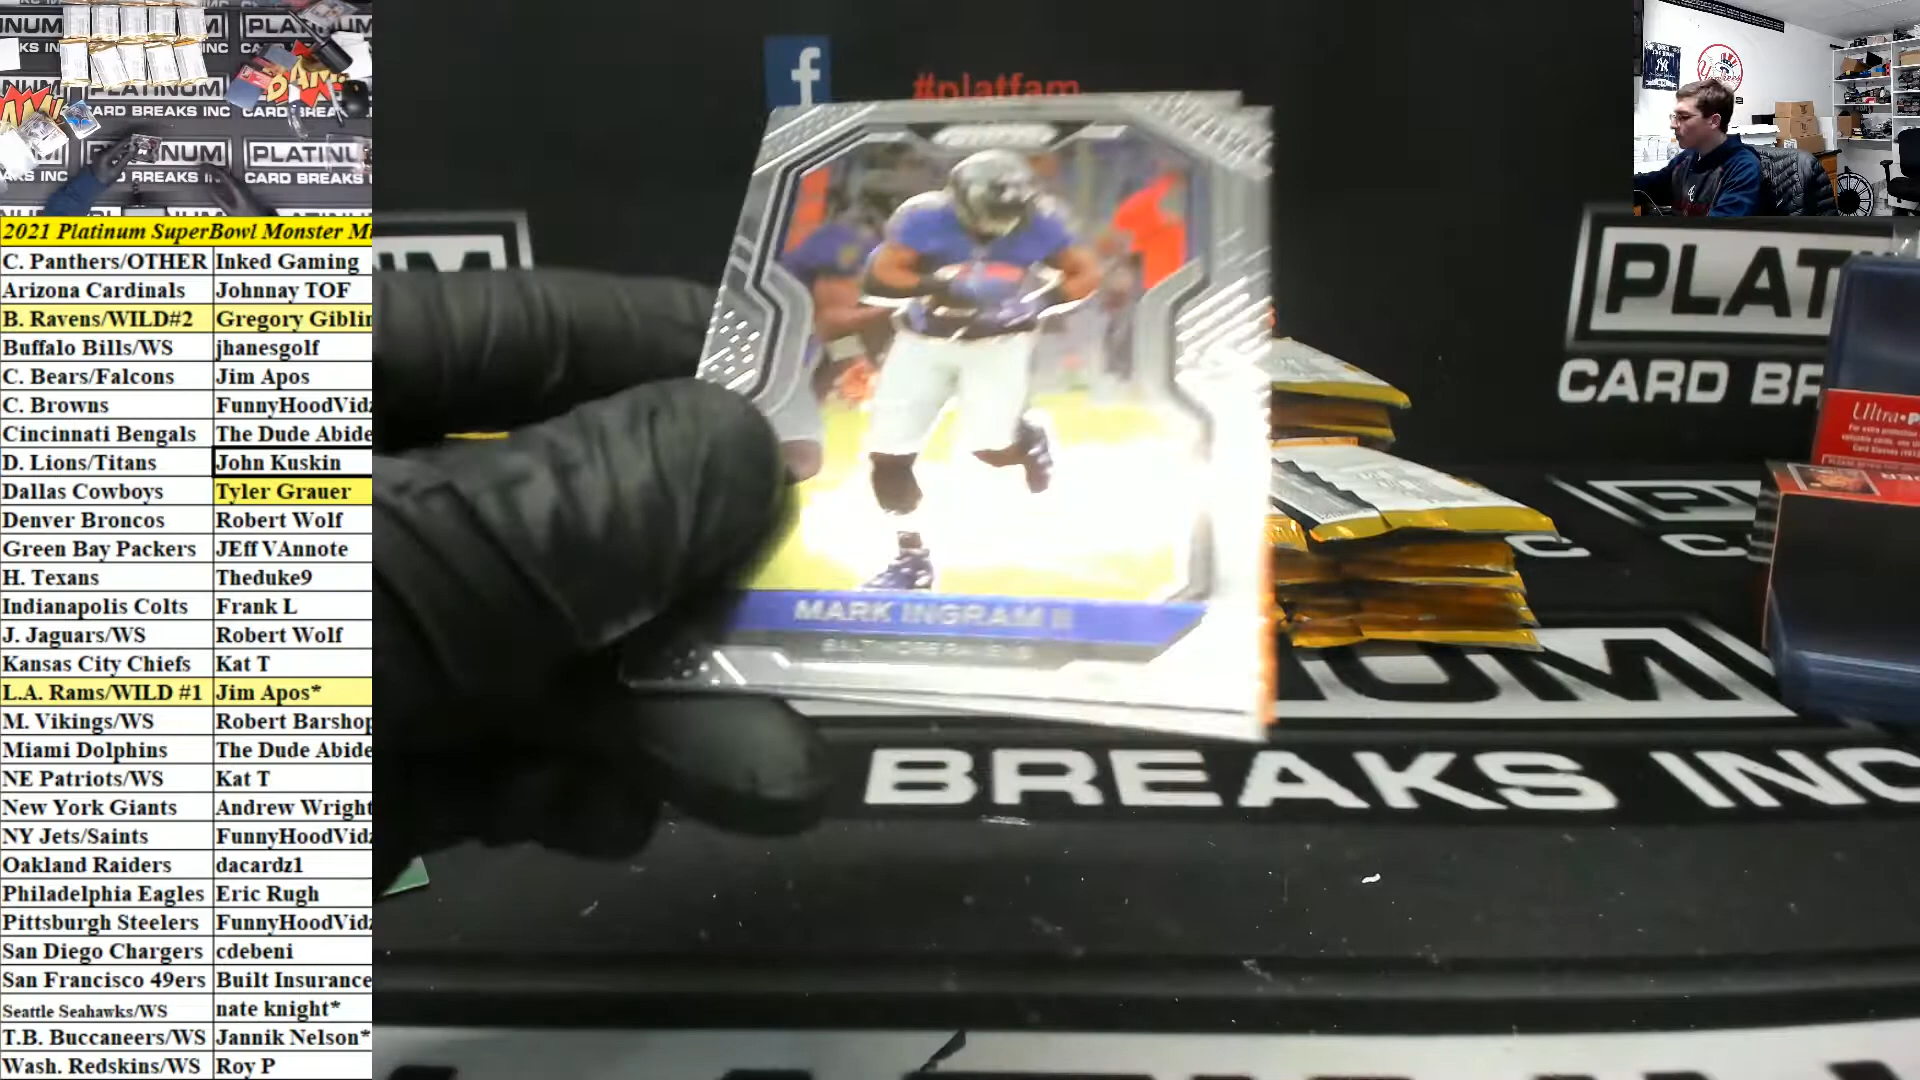 2021 Platinum SuperBowl Monster M
C. Panthers/OTHER Inked Gaming
Arizona Cardinals Johnnay TOF
B. Ravens/WILD#2 Gregory Giblin
Buffalo Bills/WS jhanesgolf
C. Bears/Falcons Jim Apos
C. Browns FunnyHoodVidz
Cincinnati Bengals The Dude Abide
D. Lions/Titans John Kuskin
Dallas Cowboys Tyler Grauer
Denver Broncos Robert Wolf
Green Bay Packers JEff VAnnote
H. Texans Theduke9
Indianapolis Colts Frank L
J. Jaguars/WS Robert Wolf
Kansas City Chiefs Kat T
L.A. Rams/WILD #1 Jim Apos*
M. Vikings/WS Robert Barshop
Miami Dolphins The Dude Abide
NE Patriots/WS Kat T
New York Giants Andrew Wright
NY Jets/Saints FunnyHoodVidz
Oakland Raiders dacardz1
Philadelphia Eagles Eric Rugh
Pittsburgh Steelers FunnyHoodVidz
San Diego Chargers cdebeni
San Francisco 49ers Built Insurance
Seattle Seahawks/WS nate knight*
T.B. Buccaneers/WS Jannik Nelson*
Wash. Redskins/WS Roy P
f
#platfam
MARK INGRAM II
BALTIMORE RAVENS
PLAT
CARD BR
Ultra•p
BREAKS INC
PLATINUM
CARD BREAKS INC